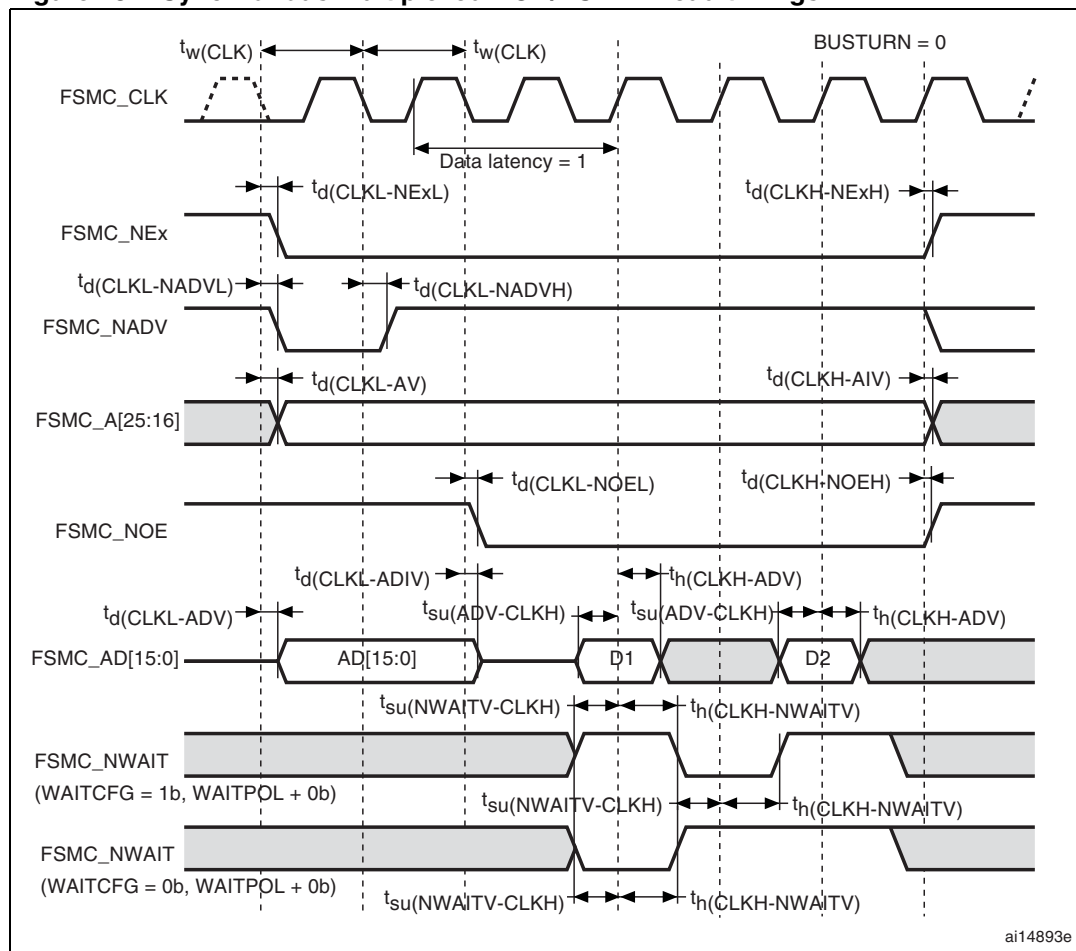 BUSTURN = 0
tw(CLK)
tw(CLK)
FSMC_CLK
Data latency = 1
td(CLKL-NExL)
td(CLKH-NExH)
FSMC_NEx
td(CLKL-NADVL)
td(CLKL-NADVH)
FSMC_NADV
td(CLKL-AV)
td(CLKH-AIV)
FSMC_A[25:16]
td(CLKL-NOEL)
td(CLKH-NOEH)
FSMC_NOE
td(CLKL-ADIV)
th(CLKH-ADV)
td(CLKL-ADV)
tsu(ADV-CLKH)
tsu(ADV-CLKH)
th(CLKH-ADV)
FSMC_AD[15:0]
AD[15:0]
D1
D2
tsu(NWAITV-CLKH)
th(CLKH-NWAITV)
FSMC_NWAIT
(WAITCFG = 1b, WAITPOL + 0b)
tsu(NWAITV-CLKH)
th(CLKH-NWAITV)
FSMC_NWAIT
(WAITCFG = 0b, WAITPOL + 0b)
tsu(NWAITV-CLKH)
th(CLKH-NWAITV)
ai14893e